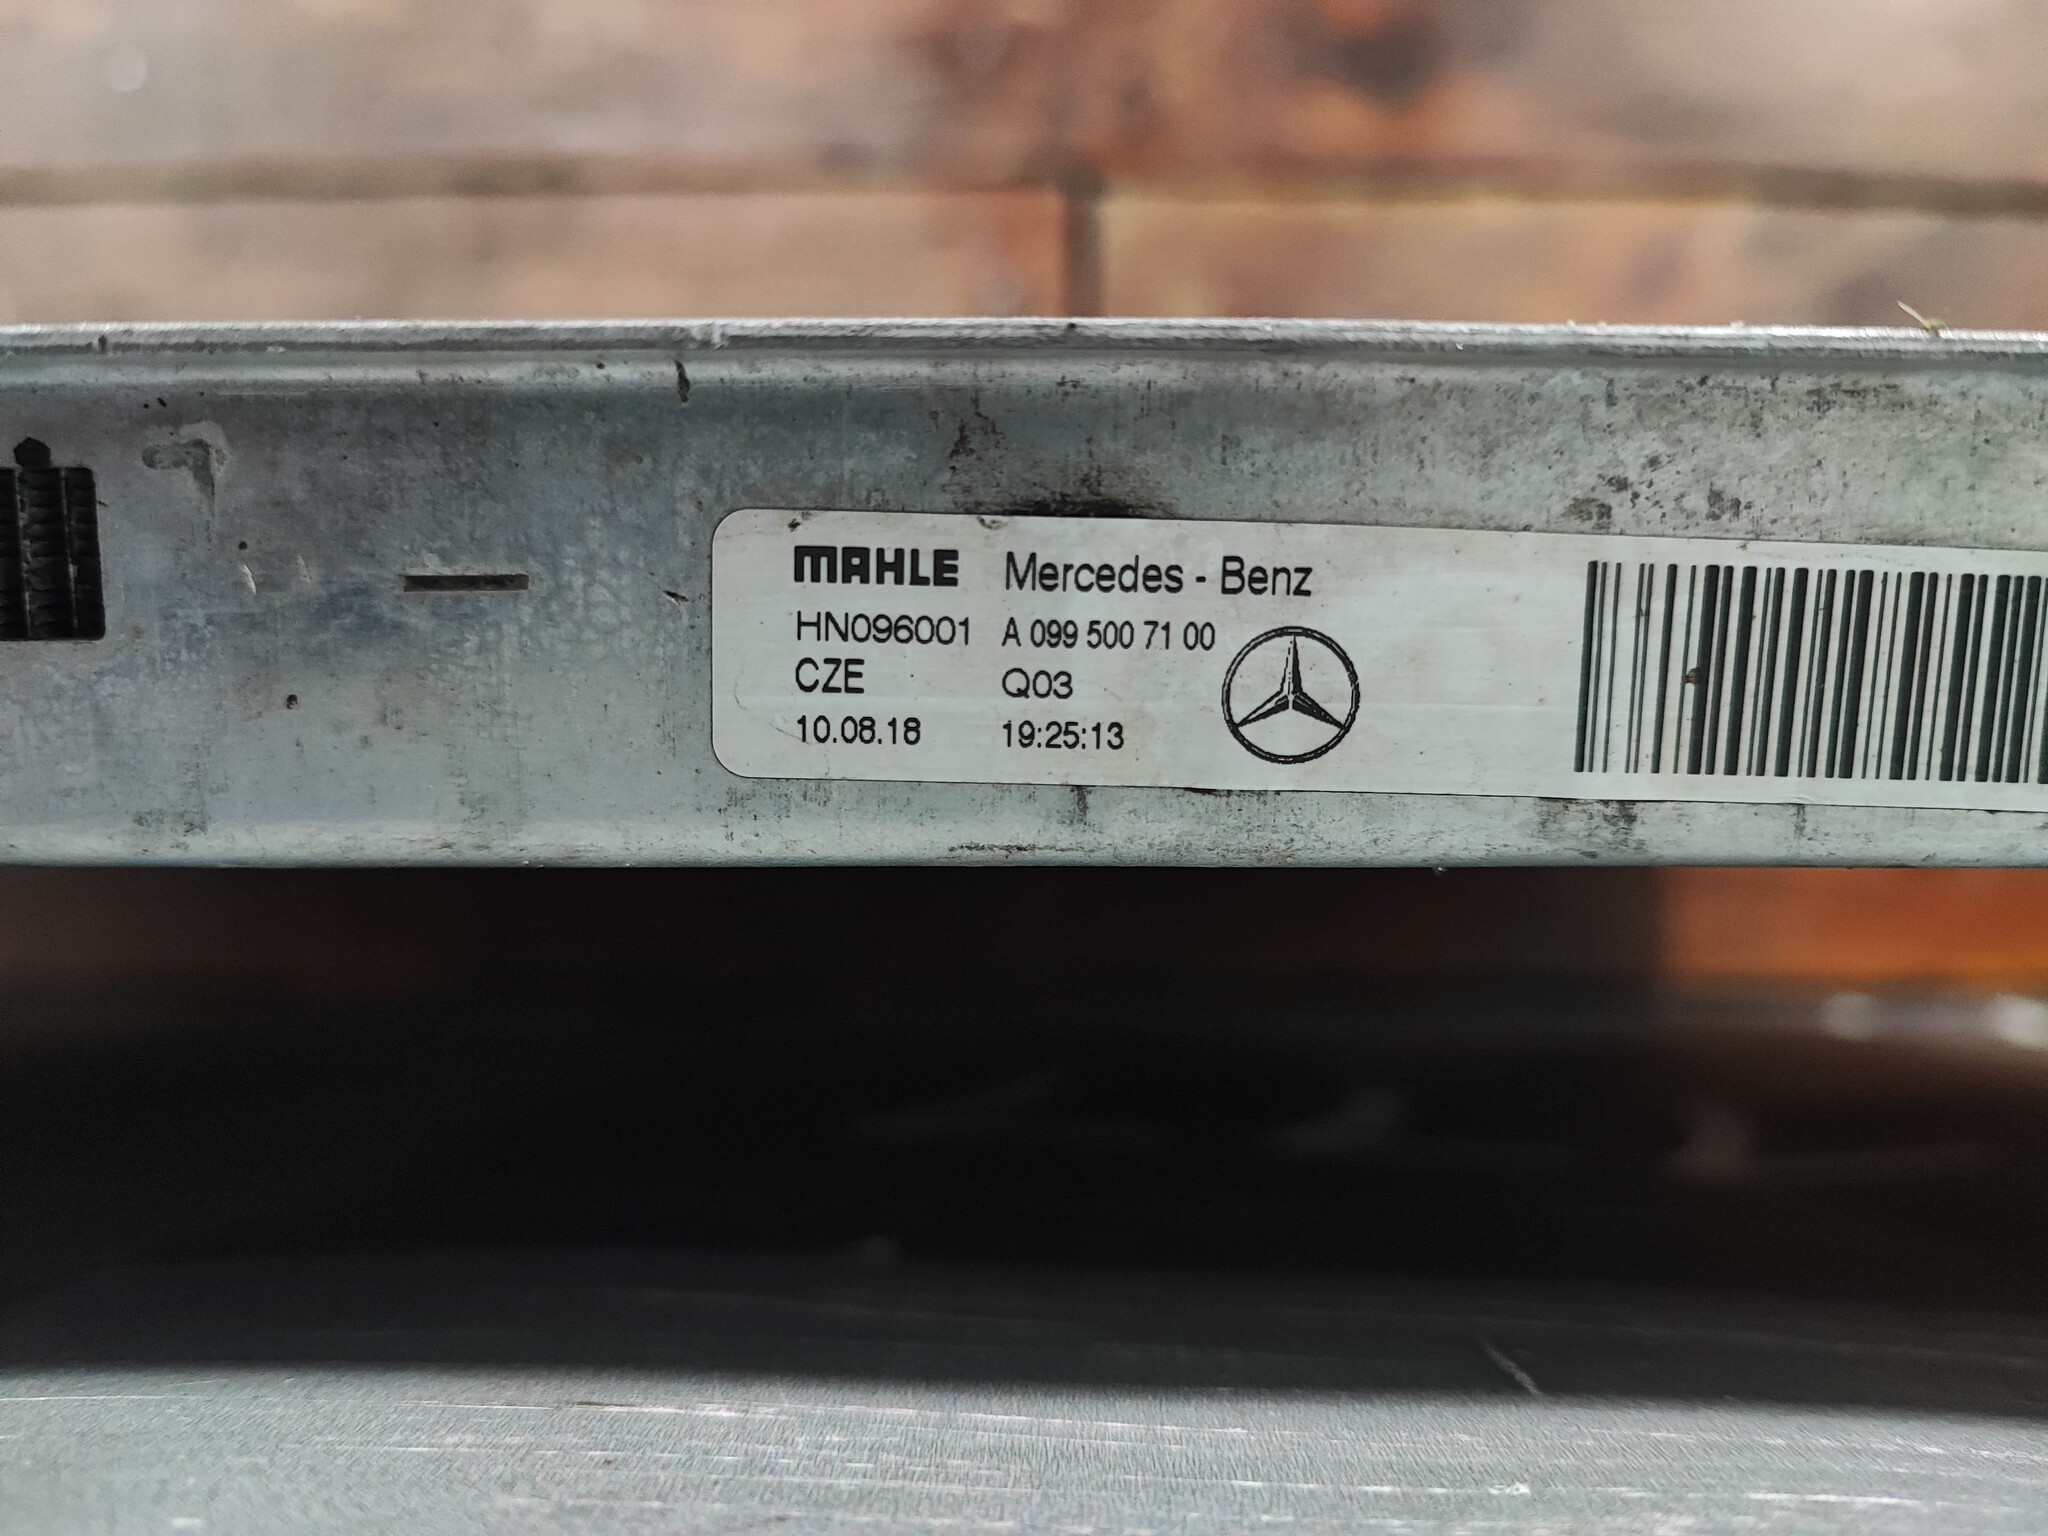 MAHLE Mercedes - Benz
HN096001 A 099 500 71 00
CZE Q03
10.08.18 19:25:13